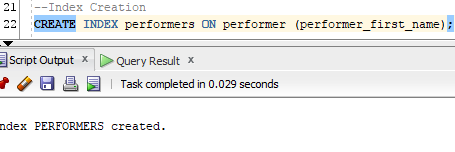 21 --Index Creation
22 CREATE INDEX performers ON performer (performer_first_name);
Script Output x Query Result x
Task completed in 0.029 seconds
ndex PERFORMERS created.